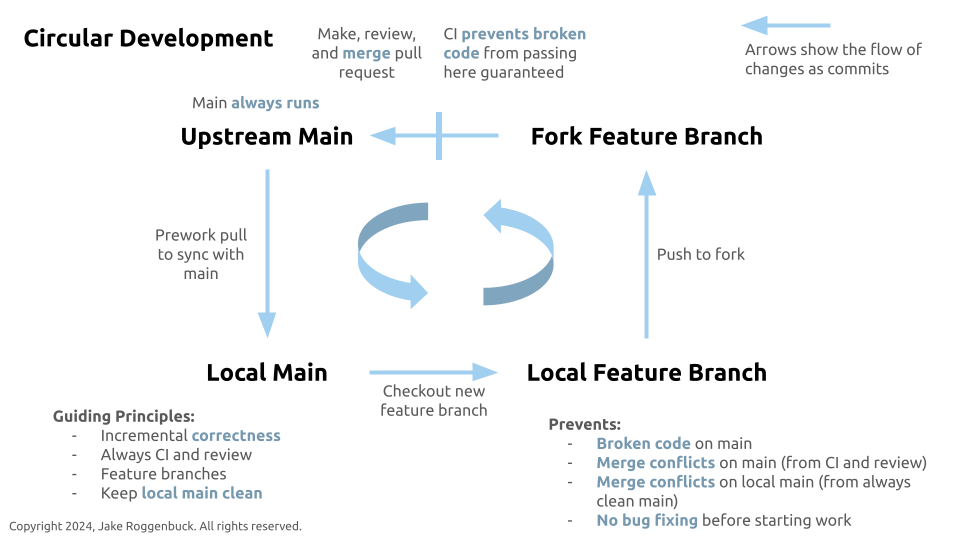 Circular Development
Make, review,
and merge pull
request
CI prevents broken
code from passing
here guaranteed
Arrows show the flow of
changes as commits
Main always runs
Upstream Main
Fork Feature Branch
Prework pull
to sync with
main
Push to fork
Local Main
Local Feature Branch
Checkout new
feature branch
Guiding Principles:
- Incremental correctness
- Always CI and review
- Feature branches
- Keep local main clean
Prevents:
- Broken code on main
- Merge conflicts on main (from CI and review)
- Merge conflicts on local main (from always
clean main)
- No bug fixing before starting work
Copyright 2024, Jake Roggenbuck. All rights reserved.